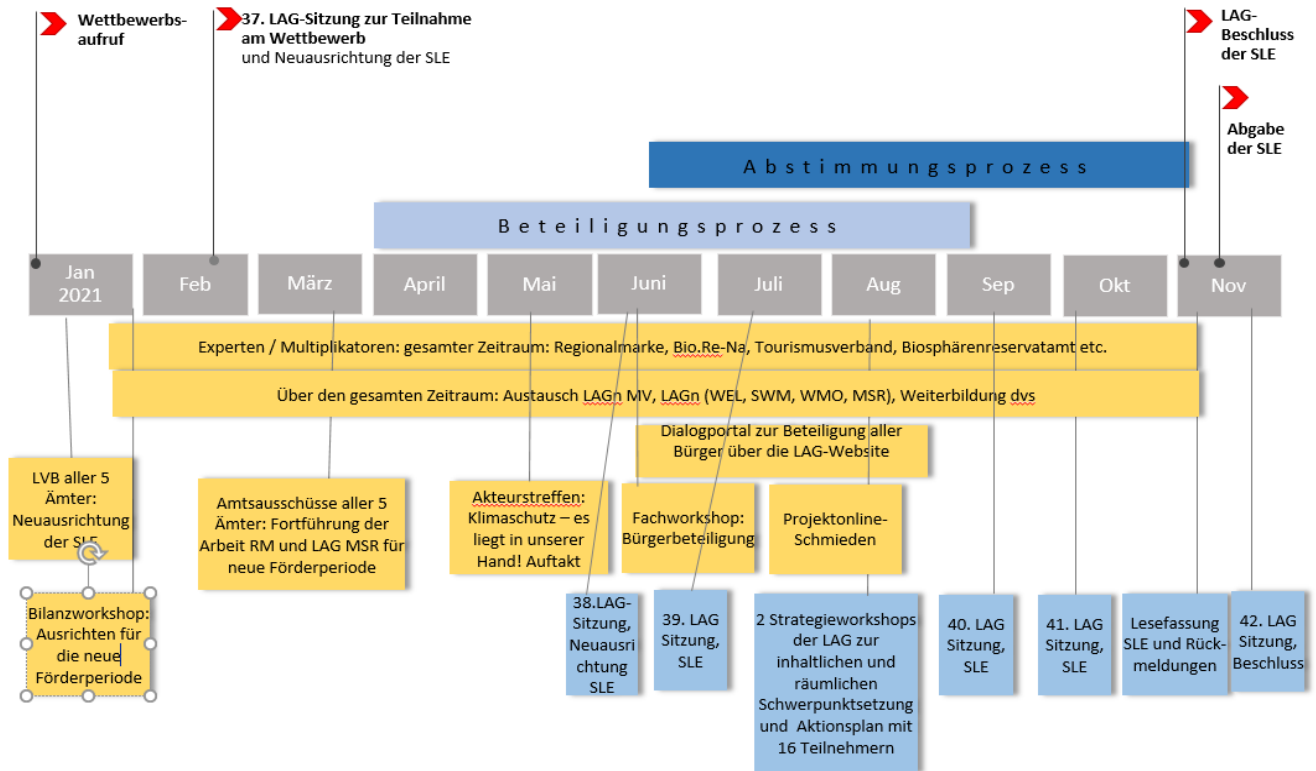 Wettbewerbs-
aufruf
37. LAG-Sitzung zur Teilnahme
am Wettbewerb
und Neuausrichtung der SLE
LAG-
Beschluss
der SLE
Abgabe
der SLE
Abstimmungsprozess
Beteiligungsprozess
Jan
2021
Feb
März
April
Mai
Juni
Juli
Aug
Sep
Okt
Nov
Experten / Multiplikatoren: gesamter Zeitraum: Regionalmarke, Bio.Re-Na, Tourismusverband, Biosphärenreservatamt etc.
Über den gesamten Zeitraum: Austausch LAGn MV, LAGn (WEL, SWM, WMO, MSR), Weiterbildung dvs
Dialogportal zur Beteiligung aller
Bürger über die LAG-Website
LVB aller 5
Ämter:
Neuausrichtung
der SLE
Amtsausschüsse aller 5
Ämter: Fortführung der
Arbeit RM und LAG MSR für
neue Förderperiode
Akteurstreffen:
Klimaschutz – es
liegt in unserer
Hand! Auftakt
Fachworkshop:
Bürgerbeteiligung
Projektonline-
Schmieden
Bilanzworkshop:
Ausrichten für
die neue
Förderperiode
38.LAG-
Sitzung,
Neuausri
chtung
SLE
39. LAG
Sitzung,
SLE
2 Strategieworkshops
der LAG zur
inhaltlichen und
räumlichen
Schwerpunktsetzung
und Aktionsplan mit
16 Teilnehmern
40. LAG
Sitzung,
SLE
41. LAG
Sitzung,
SLE
Lesefassung
SLE und Rück-
meldungen
42. LAG
Sitzung,
Beschluss